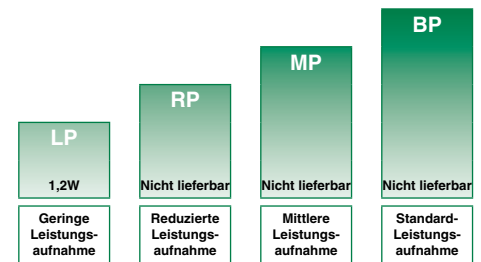 BP
MP
RP
LP
1,2W
Nicht lieferbar
Nicht lieferbar
Nicht lieferbar
Geringe
Leistungs-
aufnahme
Reduzierte
Leistungs-
aufnahme
Mittlere
Leistungs-
aufnahme
Standard-
Leistungs-
aufnahme